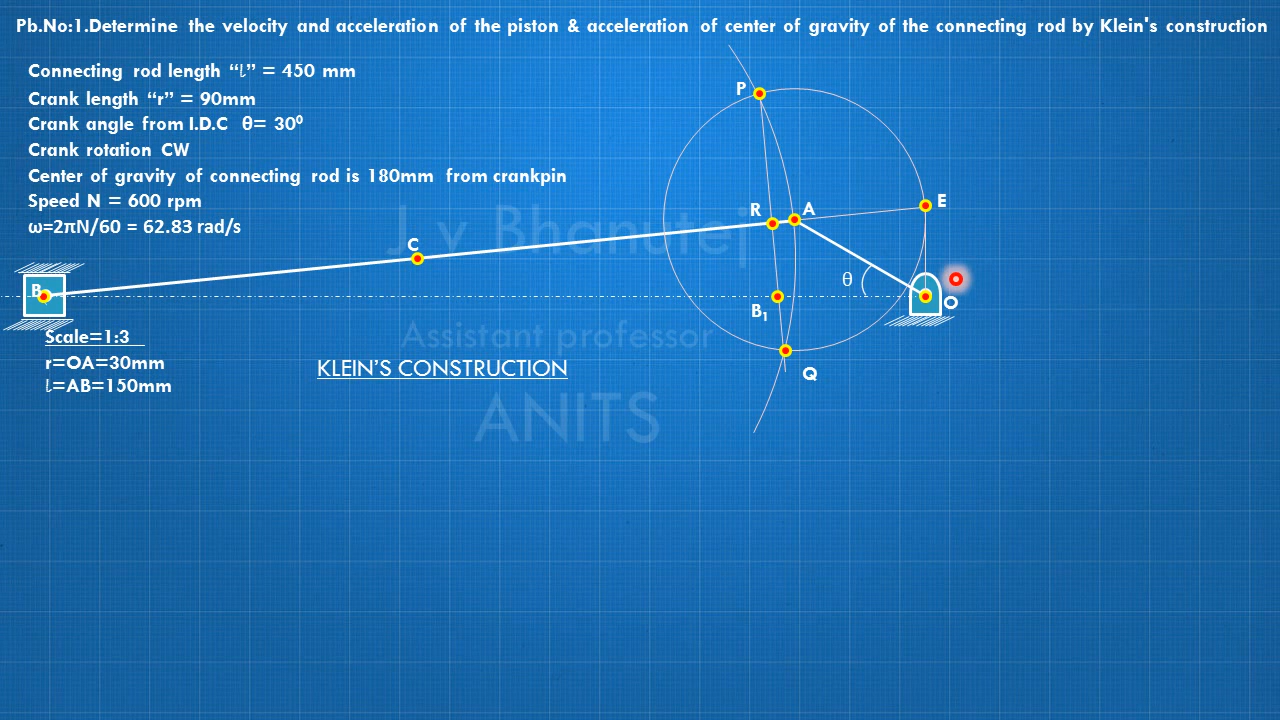 Pb.No:1.Determine the velocity and acceleration of the piston & acceleration of center of gravity of the connecting rod by Klein's construction
Connecting rod length “l” = 450 mm
Crank length “r” = 90mm
Crank angle from I.D.C θ= 30⁰
Crank rotation CW
Center of gravity of connecting rod is 180mm from crankpin
Speed N = 600 rpm
ω=2πN/60 = 62.83 rad/s
P
E
R
A
J v Bhanutej
C
θ
B
O
B₁
Scale=1:3
Assistant professor
r=OA=30mm
KLEIN’S CONSTRUCTION
Q
l=AB=150mm
ANITS